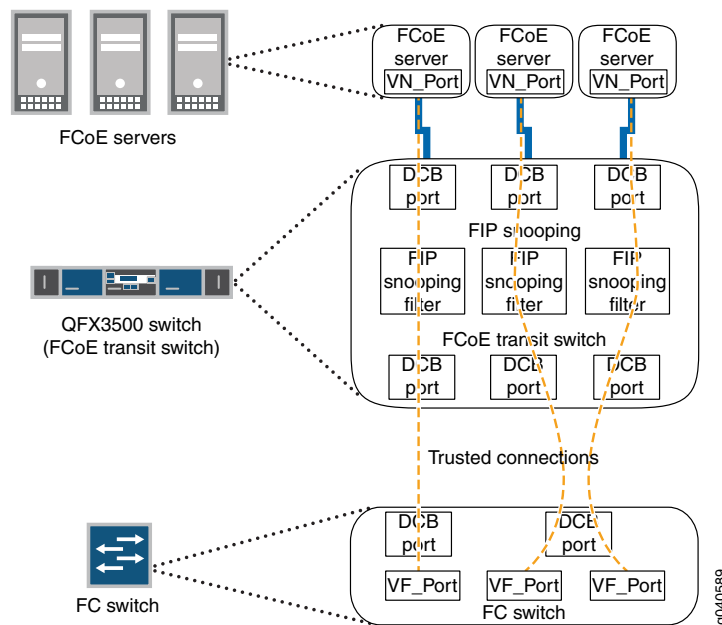 FCoE
server
VN_Port
FCoE
server
VN_Port
FCoE
server
VN_Port
FCoE servers
DCB
port
DCB
port
DCB
port
FIP snooping
FIP
snooping
filter
FIP
snooping
filter
FIP
snooping
filter
QFX3500 switch
(FCoE transit switch)
FCoE transit switch
DCB
port
DCB
port
DCB
port
Trusted connections
DCB
port
DCB
port
VF_Port
VF_Port
VF_Port
FC switch
FC switch
g040589